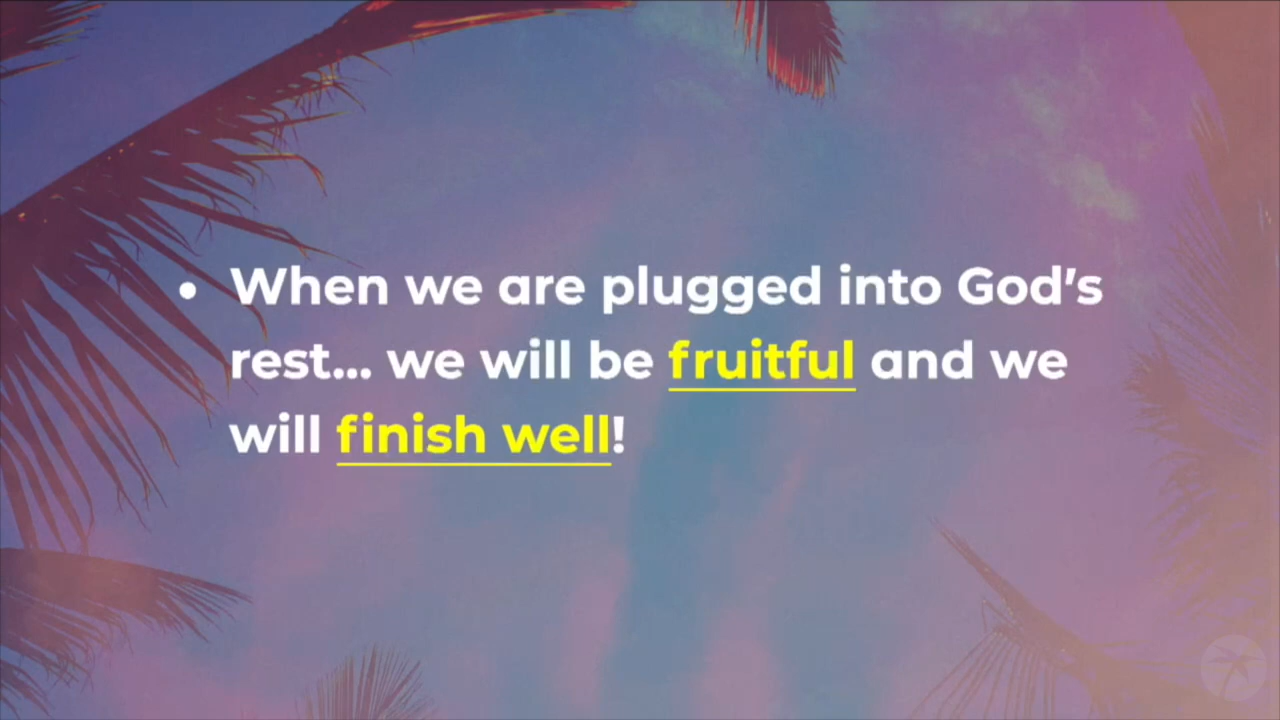 • When we are plugged into God's
rest... we will be fruitful and we
will finish well!